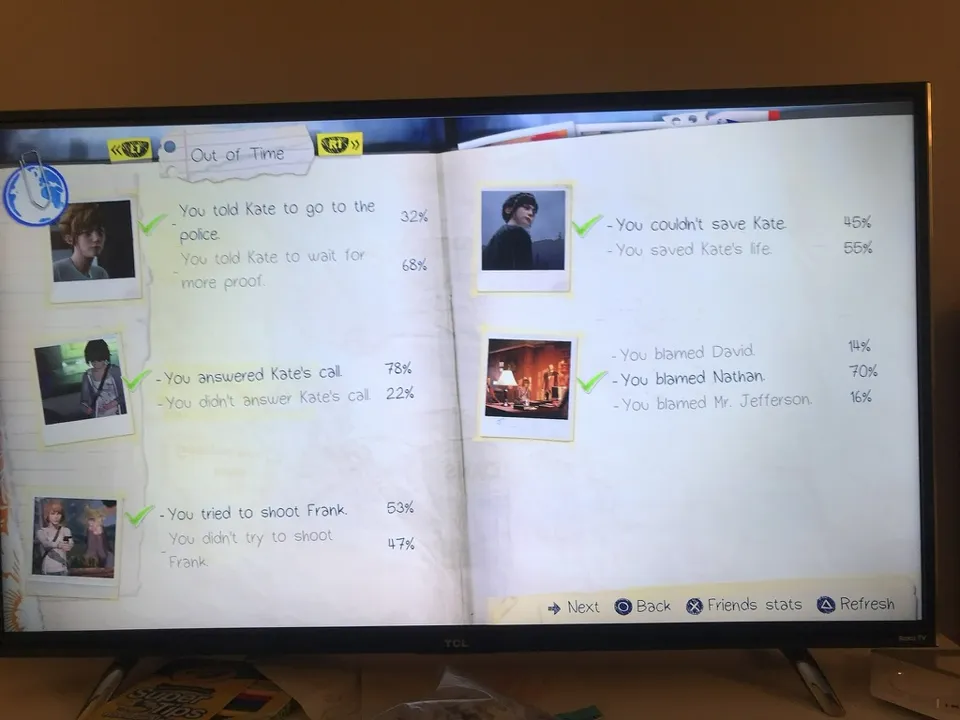 Out of Time
You told Kate to go to the
- police. 32%
You told Kate to wait for
- more proof. 68%
- You answered Kate's call. 78%
- You didn't answer Kate's call. 22%
- You tried to shoot Frank. 53%
You didn't try to shoot
- Frank. 47%
- You couldn't save Kate. 45%
- You saved Kate's life. 55%
- You blamed David. 14%
- You blamed Nathan. 70%
- You blamed Mr. Jefferson. 16%
Next Back Friends stats Refresh
TCL
Roku TV